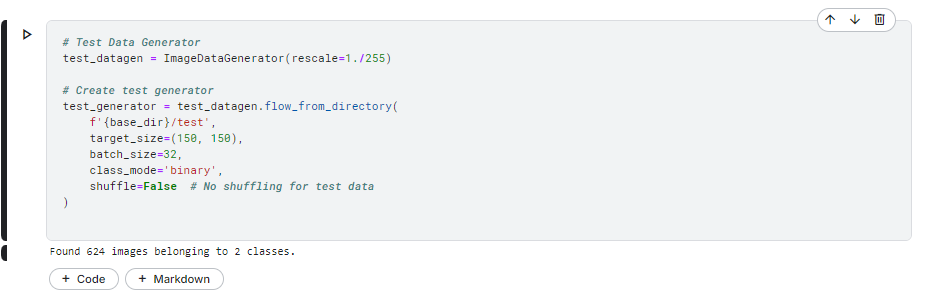 # Test Data Generator
test_datagen = ImageDataGenerator(rescale=1./255)
# Create test generator
test_generator = test_datagen.flow_from_directory(
    f'{base_dir}/test',
    target_size=(150, 150),
    batch_size=32,
    class_mode='binary',
    shuffle=False  # No shuffling for test data
)
Found 624 images belonging to 2 classes.
+ Code + Markdown